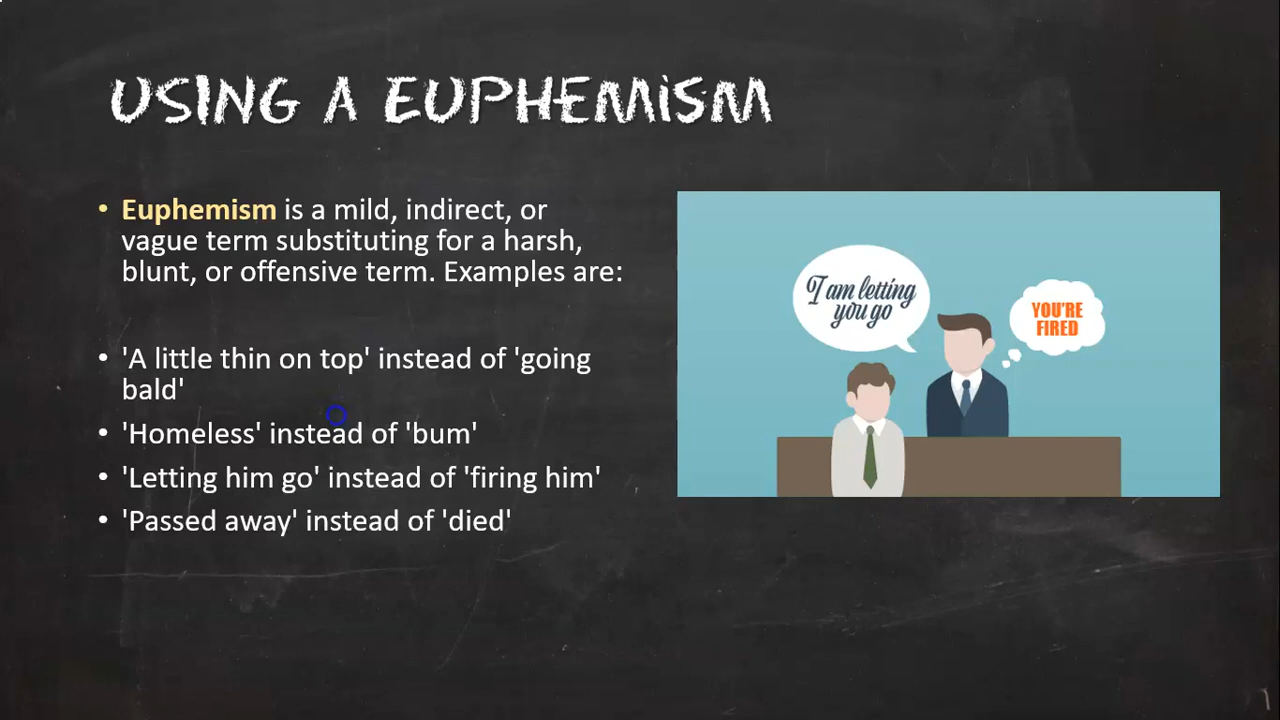 USING A EUPHEMISM
• Euphemism is a mild, indirect, or
vague term substituting for a harsh,
blunt, or offensive term. Examples are:
• 'A little thin on top' instead of 'going
bald'
• 'Homeless' instead of 'bum'
• 'Letting him go' instead of 'firing him'
• 'Passed away' instead of 'died'
I am letting
you go
YOU'RE
FIRED